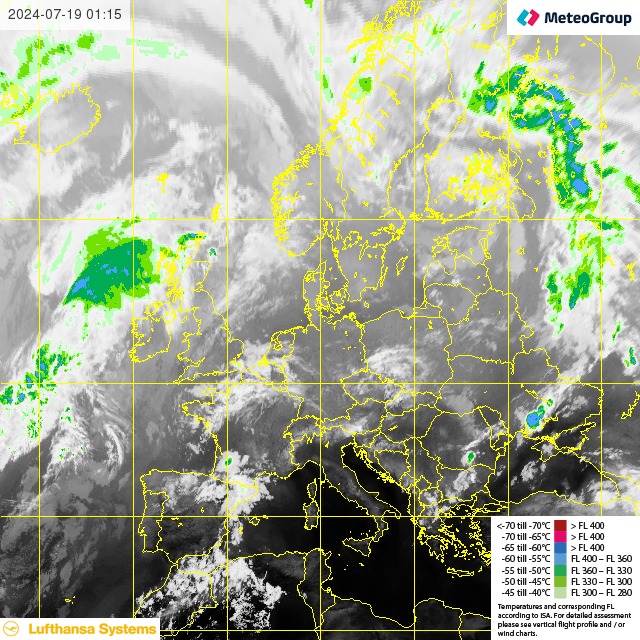 2024-07-19 01:15
MeteoGroup
<-70 till -70°C > FL 400
-70 till -65°C > FL 400
-65 till -60°C > FL 400
-60 till -55°C FL 400 – FL 360
-55 till -50°C FL 360 – FL 330
-50 till -45°C FL 330 – FL 300
-45 till -40°C FL 300 – FL 280
Temperatures and corresponding FL
according to ISA. For detailed assessment
please see vertical flight profile and / or
wind charts.
Lufthansa Systems